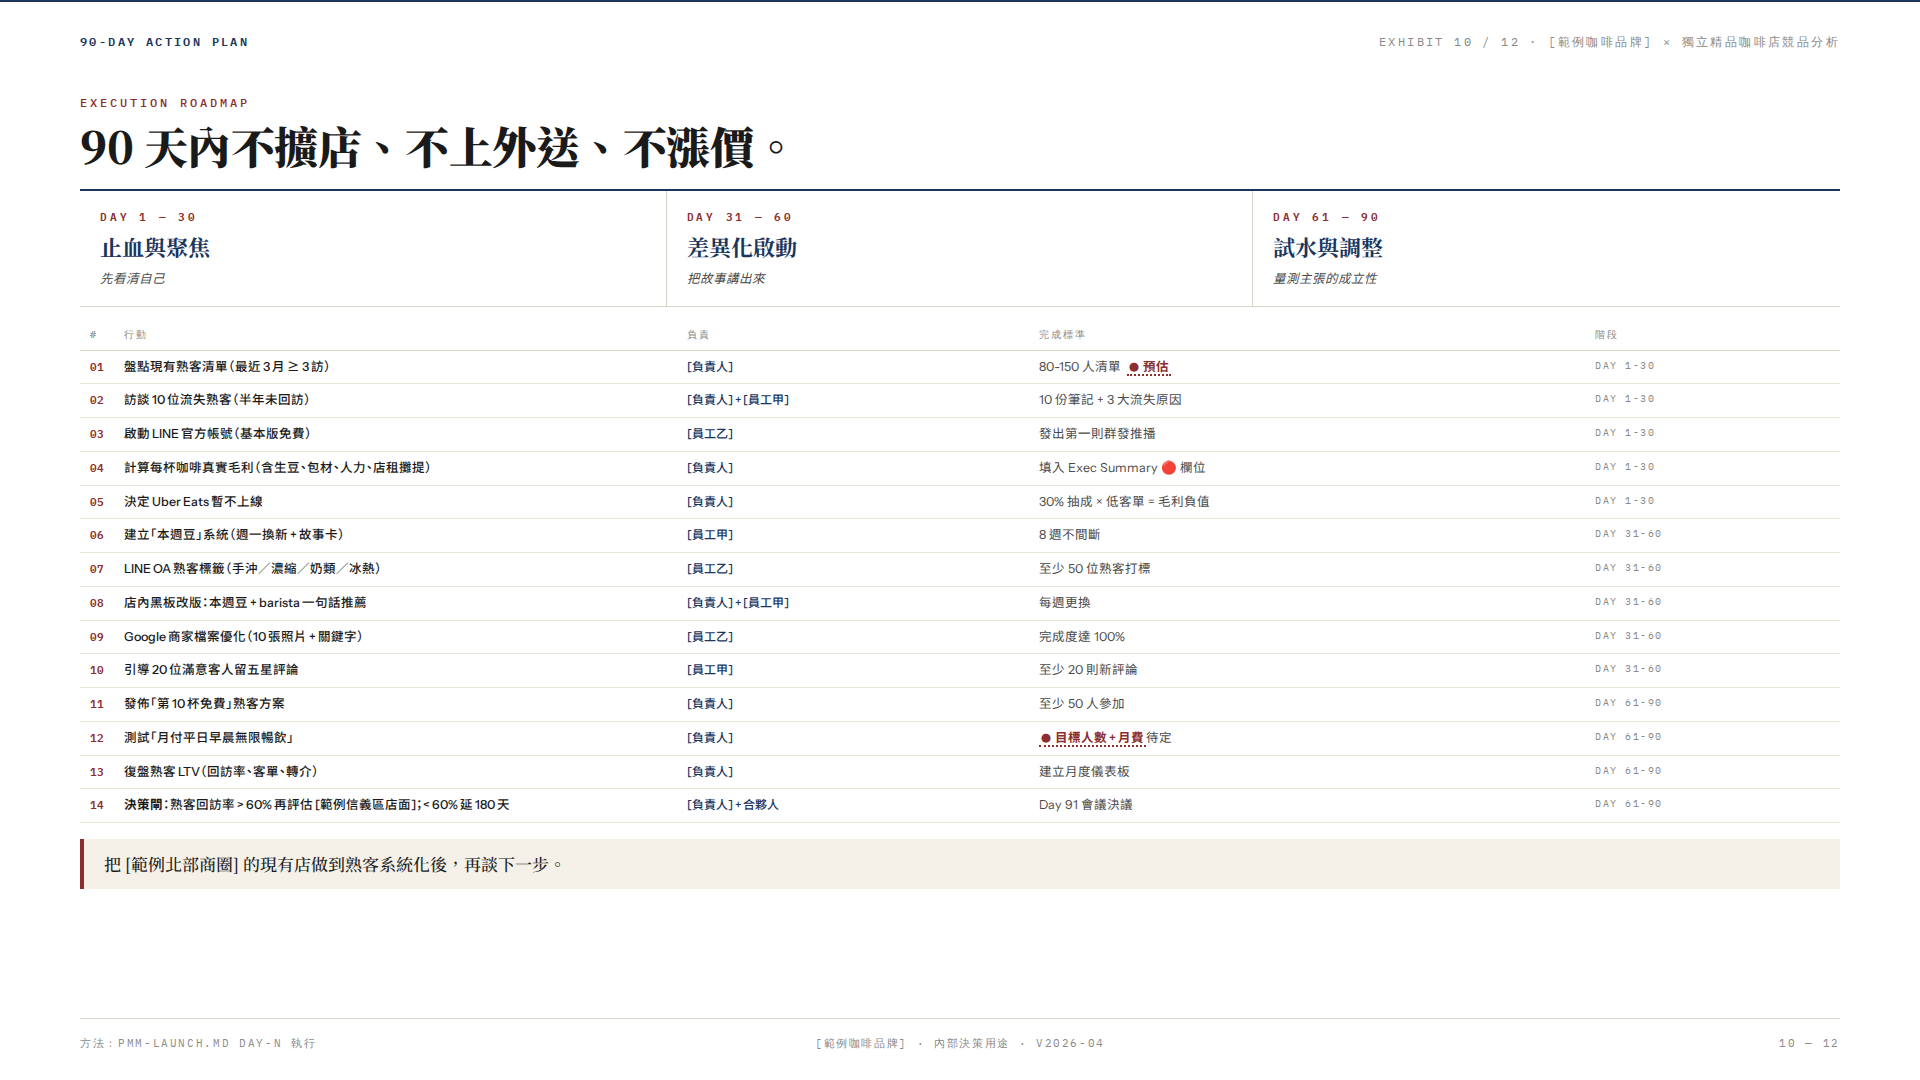 90-DAY ACTION PLAN
EXHIBIT 10 / 12 · [範例咖啡品牌] × 獨立精品咖啡店競品分析
EXECUTION ROADMAP
90 天內不擴店、不上外送、不漲價。
DAY 1 — 30
止血與聚焦
先看清自己
DAY 31 — 60
差異化啟動
把故事講出來
DAY 61 — 90
試水與調整
量測主張的成立性
# 行動 負責 完成標準 階段
01 盤點現有熟客清單（最近 3 月 ≥ 3 訪） [負責人] 80-150 人清單 ● 預估 DAY 1-30
02 訪談 10 位流失熟客（半年未回訪） [負責人] + [員工甲] 10 份筆記 + 3 大流失原因 DAY 1-30
03 啟動 LINE 官方帳號（基本版免費） [員工乙] 發出第一則群發推播 DAY 1-30
04 計算每杯咖啡真實毛利（含生豆、包材、人力、店租攤提） [負責人] 填入 Exec Summary 🔴 欄位 DAY 1-30
05 決定 Uber Eats 暫不上線 [負責人] 30% 抽成 × 低客單 = 毛利負值 DAY 1-30
06 建立「本週豆」系統（週一換新 + 故事卡） [員工甲] 8 週不間斷 DAY 31-60
07 LINE OA 熟客標籤（手沖／濃縮／奶類／冰熱） [員工乙] 至少 50 位熟客打標 DAY 31-60
08 店內黑板改版：本週豆 + barista 一句話推薦 [負責人] + [員工甲] 每週更換 DAY 31-60
09 Google 商家檔案優化（10 張照片 + 關鍵字） [員工乙] 完成度達 100% DAY 31-60
10 引導 20 位滿意客人留五星評論 [員工甲] 至少 20 則新評論 DAY 31-60
11 發佈「第 10 杯免費」熟客方案 [負責人] 至少 50 人參加 DAY 61-90
12 測試「月付平日早晨無限暢飲」 [負責人] ● 目標人數 + 月費 待定 DAY 61-90
13 復盤熟客 LTV（回訪率、客單、轉介） [負責人] 建立月度儀表板 DAY 61-90
14 決策閘：熟客回訪率 > 60% 再評估 [範例信義區店面]；< 60% 延 180 天 [負責人] + 合夥人 Day 91 會議決議 DAY 61-90
把 [範例北部商圈] 的現有店做到熟客系統化後，再談下一步。
方法：PMM-LAUNCH.MD DAY-N 執行
[範例咖啡品牌] · 內部決策用途 · V2026-04
10 — 12